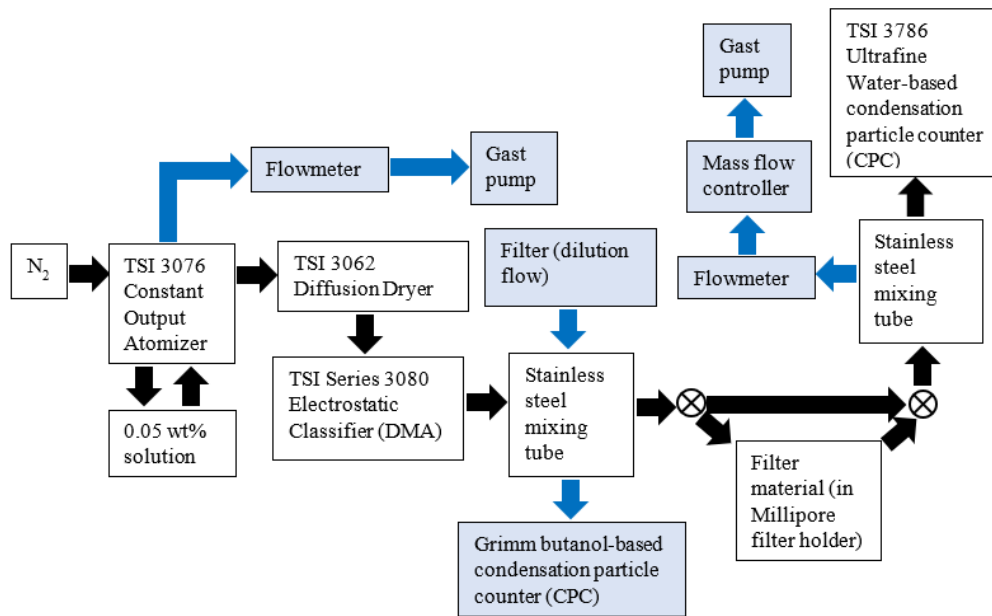 Gast
pump
TSI 3786
Ultrafine
Water-based
condensation
particle counter
(CPC)
Flowmeter
Gast
pump
Mass flow
controller
N2
TSI 3076
Constant
Output
Atomizer
TSI 3062
Diffusion Dryer
Filter (dilution
flow)
Flowmeter
Stainless
steel
mixing
tube
0.05 wt%
solution
TSI Series 3080
Electrostatic
Classifier (DMA)
Stainless
steel
mixing
tube
Filter
material (in
Millipore
filter holder)
Grimm butanol-based
condensation particle
counter (CPC)